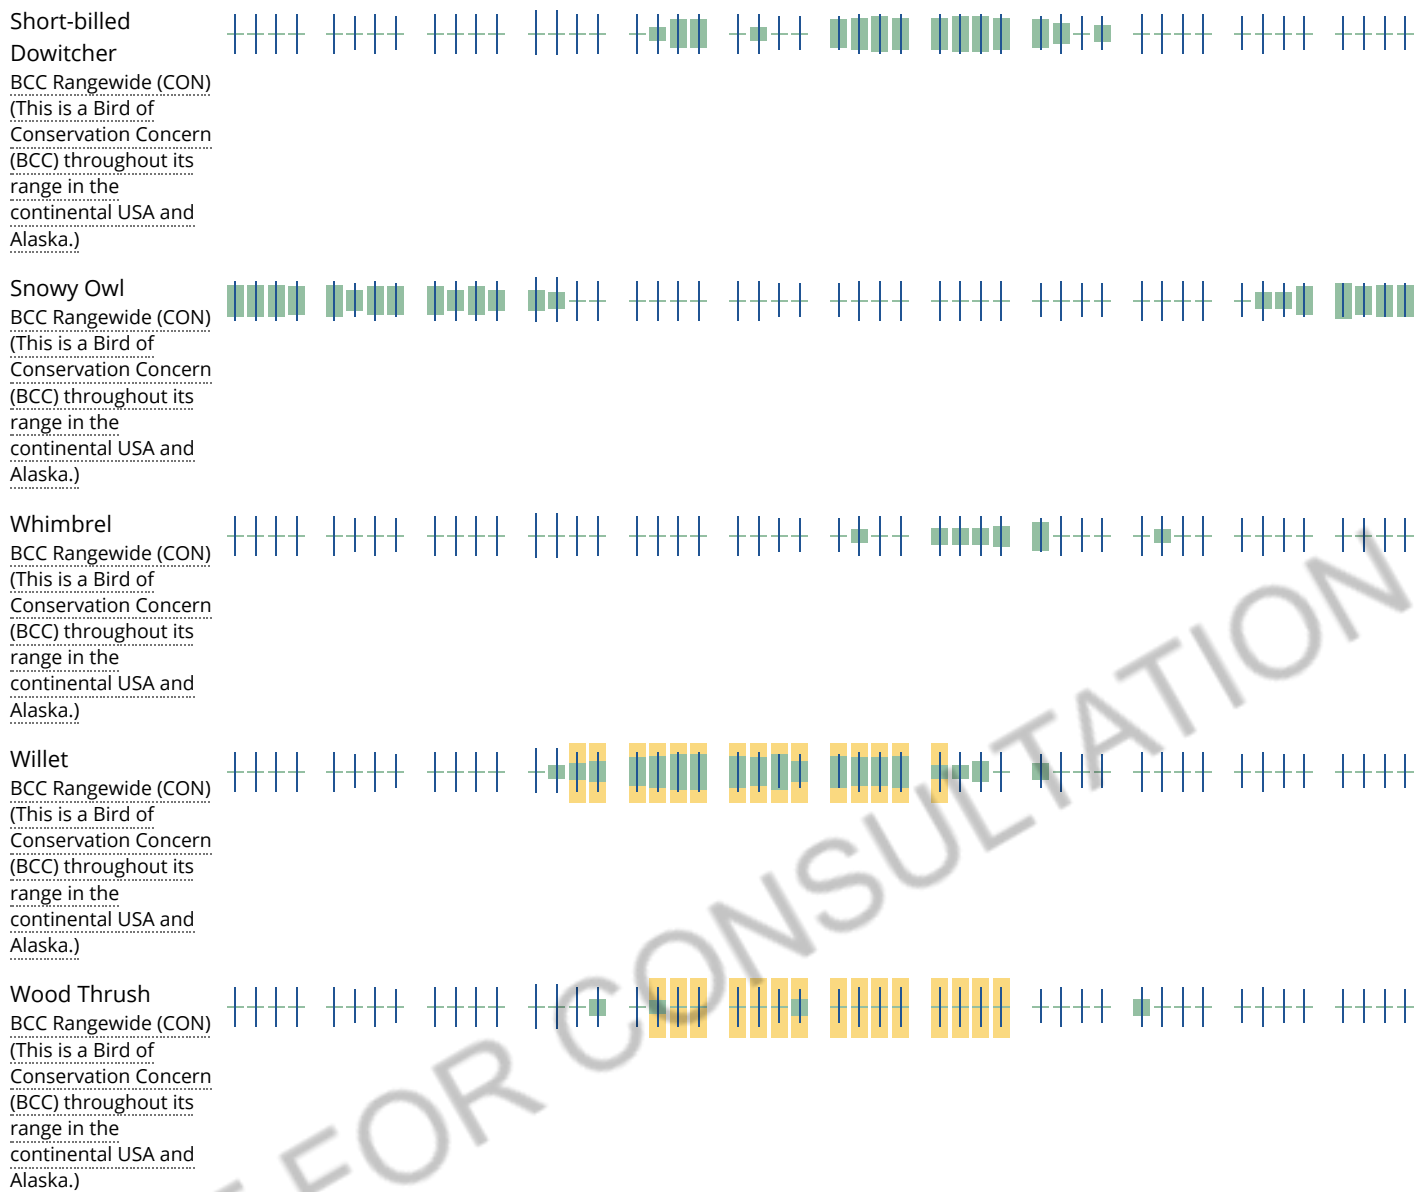 Short-billed
Dowitcher
BCC Rangewide (CON)
(This is a Bird of
Conservation Concern
(BCC) throughout its
range in the
continental USA and
Alaska.)
Snowy Owl
BCC Rangewide (CON)
(This is a Bird of
Conservation Concern
(BCC) throughout its
range in the
continental USA and
Alaska.)
Whimbrel
BCC Rangewide (CON)
(This is a Bird of
Conservation Concern
(BCC) throughout its
range in the
continental USA and
Alaska.)
Willet
BCC Rangewide (CON)
(This is a Bird of
Conservation Concern
(BCC) throughout its
range in the
continental USA and
Alaska.)
Wood Thrush
BCC Rangewide (CON)
(This is a Bird of
Conservation Concern
(BCC) throughout its
range in the
continental USA and
Alaska.)
FOR CONSULTATION